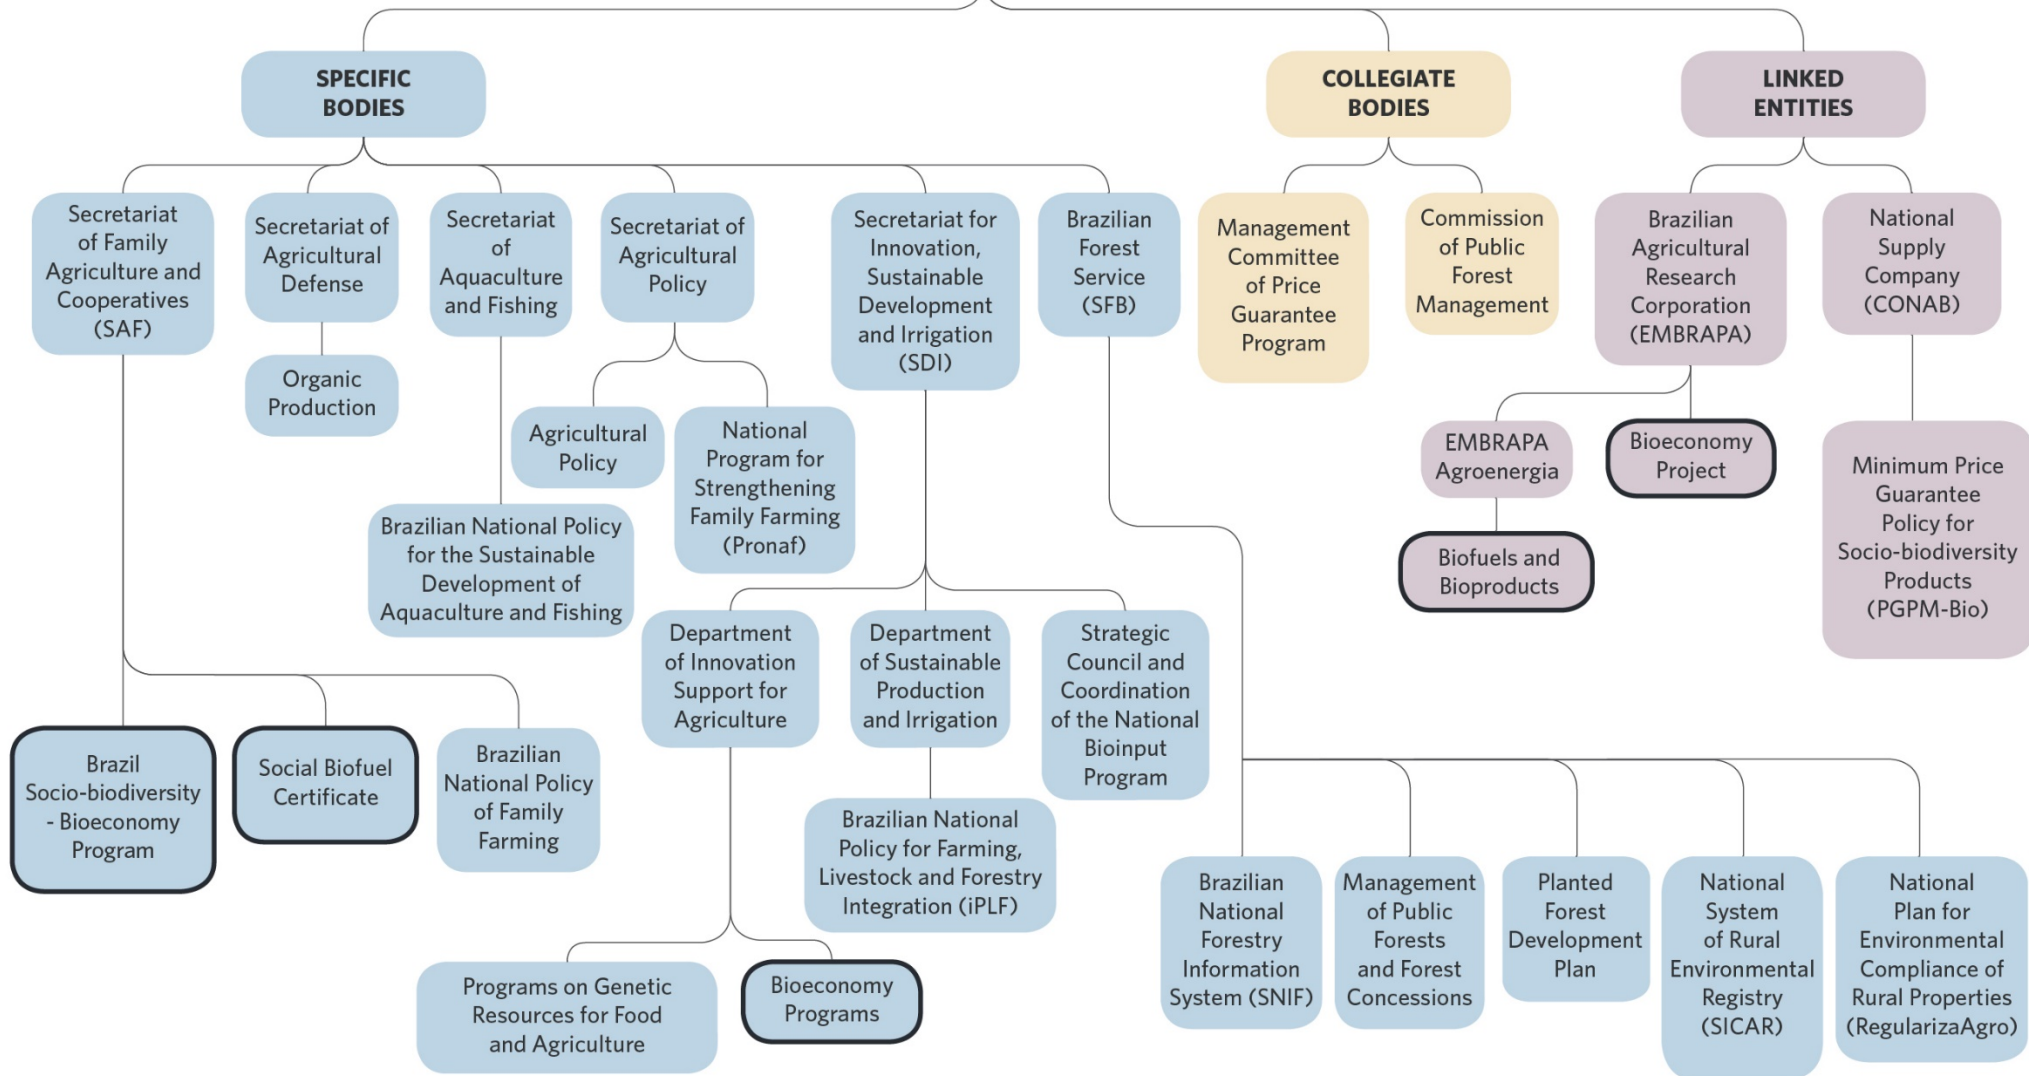 SPECIFIC
BODIES
COLLEGIATE
BODIES
LINKED
ENTITIES
Secretariat
of Family
Agriculture and
Cooperatives
(SAF)
Secretariat of
Agricultural
Defense
Secretariat
of
Aquaculture
and Fishing
Secretariat of
Agricultural
Policy
Secretariat for
Innovation,
Sustainable
Development
and Irrigation
(SDI)
Brazilian
Forest
Service
(SFB)
Management
Committee
of Price
Guarantee
Program
Commission
of Public
Forest
Management
Brazilian
Agricultural
Research
Corporation
(EMBRAPA)
National
Supply
Company
(CONAB)
Organic
Production
Agricultural
Policy
National
Program for
Strengthening
Family Farming
(Pronaf)
EMBRAPA
Agroenergia
Bioeconomy
Project
Minimum Price
Guarantee
Policy for
Socio-biodiversity
Products
(PGPM-Bio)
Brazilian National Policy
for the Sustainable
Development of
Aquaculture and Fishing
Biofuels and
Bioproducts
Department
of Innovation
Support for
Agriculture
Department
of Sustainable
Production
and Irrigation
Strategic
Council and
Coordination
of the National
Bioinput
Program
Brazil
Socio-biodiversity
- Bioeconomy
Program
Social Biofuel
Certificate
Brazilian
National Policy
of Family
Farming
Brazilian National
Policy for Farming,
Livestock and Forestry
Integration (iPLF)
Brazilian
National
Forestry
Information
System (SNIF)
Management
of Public
Forests
and Forest
Concessions
Planted
Forest
Development
Plan
National
System
of Rural
Environmental
Registry
(SICAR)
National
Plan for
Environmental
Compliance of
Rural Properties
(RegularizaAgro)
Programs on Genetic
Resources for Food
and Agriculture
Bioeconomy
Programs